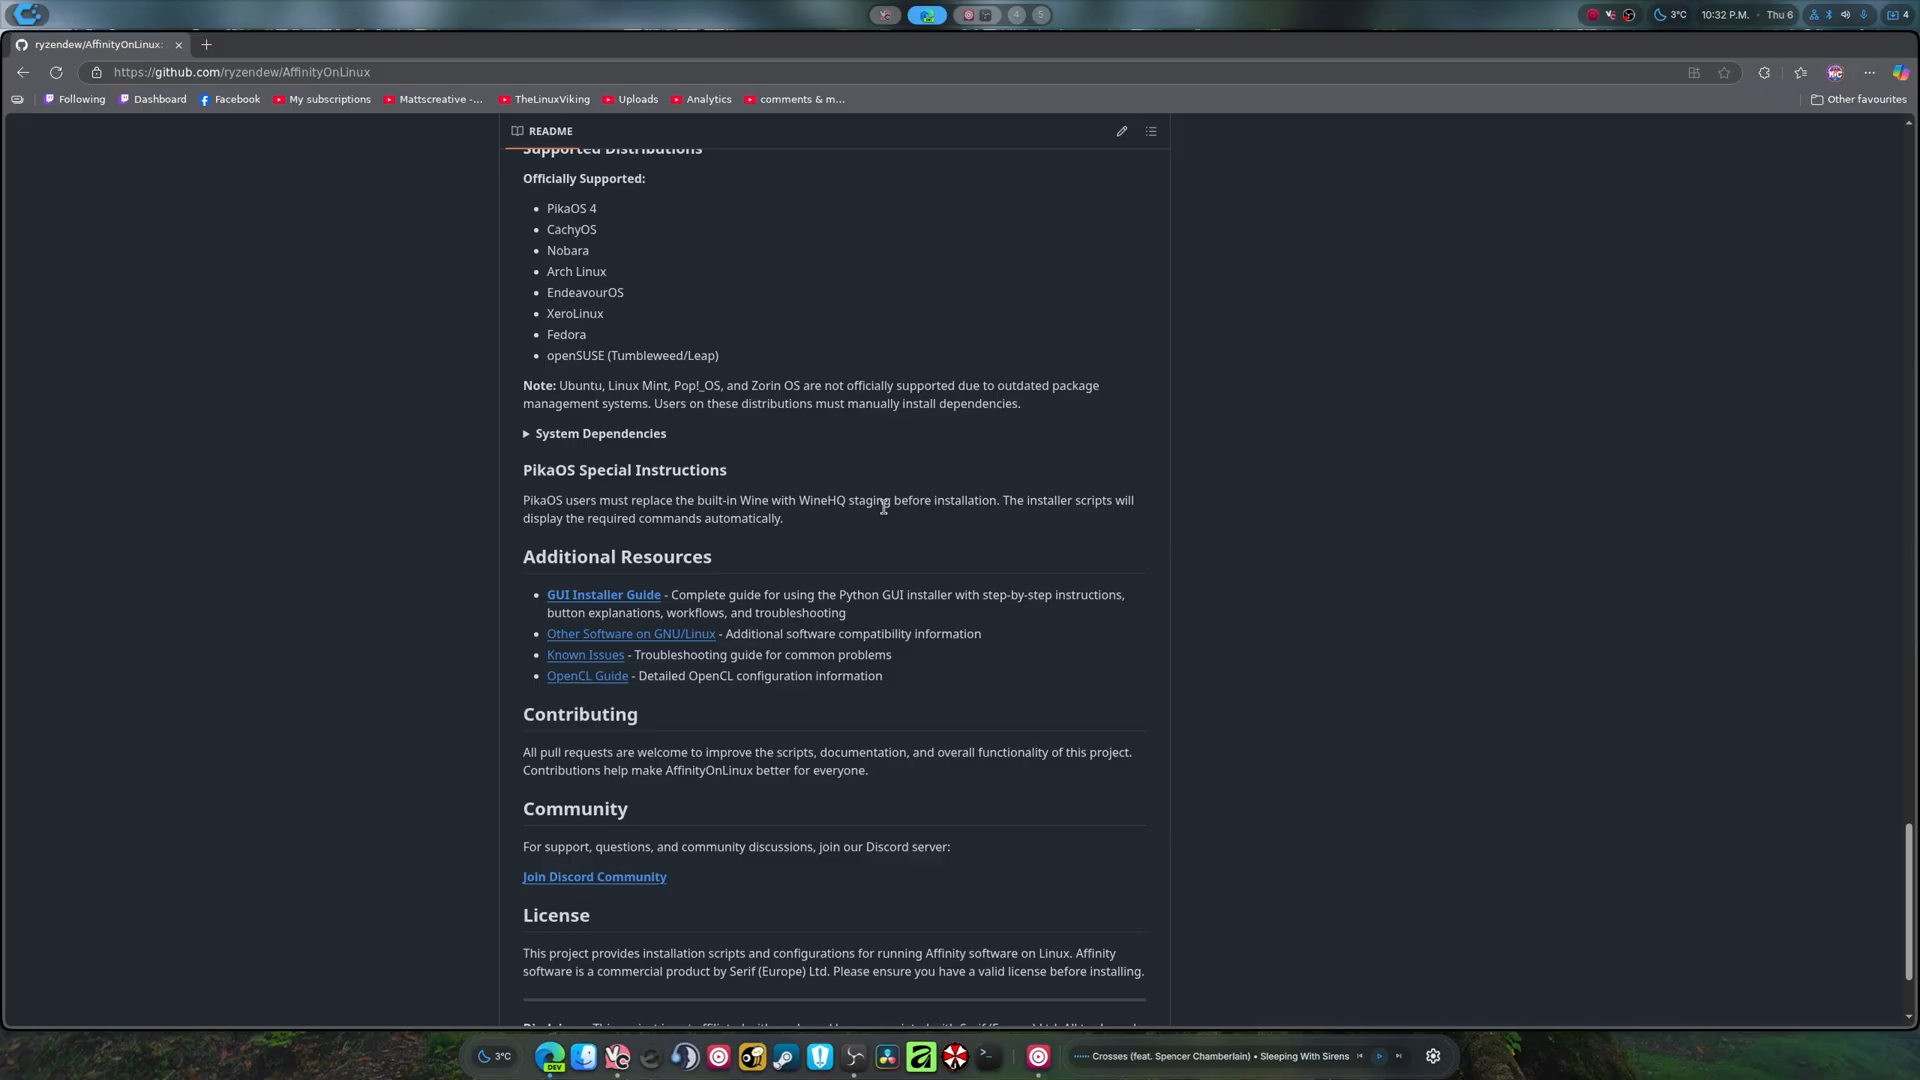 4
5
3°C
10:32 P.M.
Thu 6
4
ryzendew/AffinityOnLinux:
https://github.com/ryzendew/AffinityOnLinux
Following
Dashboard
Facebook
My subscriptions
Mattscreative -...
TheLinuxViking
Uploads
Analytics
comments & m...
Other favourites
README
Supported Distributions
Officially Supported:
PikaOS 4
CachyOS
Nobara
Arch Linux
EndeavourOS
XeroLinux
Fedora
openSUSE (Tumbleweed/Leap)
Note: Ubuntu, Linux Mint, Pop!_OS, and Zorin OS are not officially supported due to outdated package
management systems. Users on these distributions must manually install dependencies.
System Dependencies
PikaOS Special Instructions
PikaOS users must replace the built-in Wine with WineHQ staging before installation. The installer scripts will
display the required commands automatically.
Additional Resources
GUI Installer Guide - Complete guide for using the Python GUI installer with step-by-step instructions,
button explanations, workflows, and troubleshooting
Other Software on GNU/Linux - Additional software compatibility information
Known Issues - Troubleshooting guide for common problems
OpenCL Guide - Detailed OpenCL configuration information
Contributing
All pull requests are welcome to improve the scripts, documentation, and overall functionality of this project.
Contributions help make AffinityOnLinux better for everyone.
Community
For support, questions, and community discussions, join our Discord server:
Join Discord Community
License
This project provides installation scripts and configurations for running Affinity software on Linux. Affinity
software is a commercial product by Serif (Europe) Ltd. Please ensure you have a valid license before installing.
3°C
DEV
Crosses (feat. Spencer Chamberlain) • Sleeping With Sirens